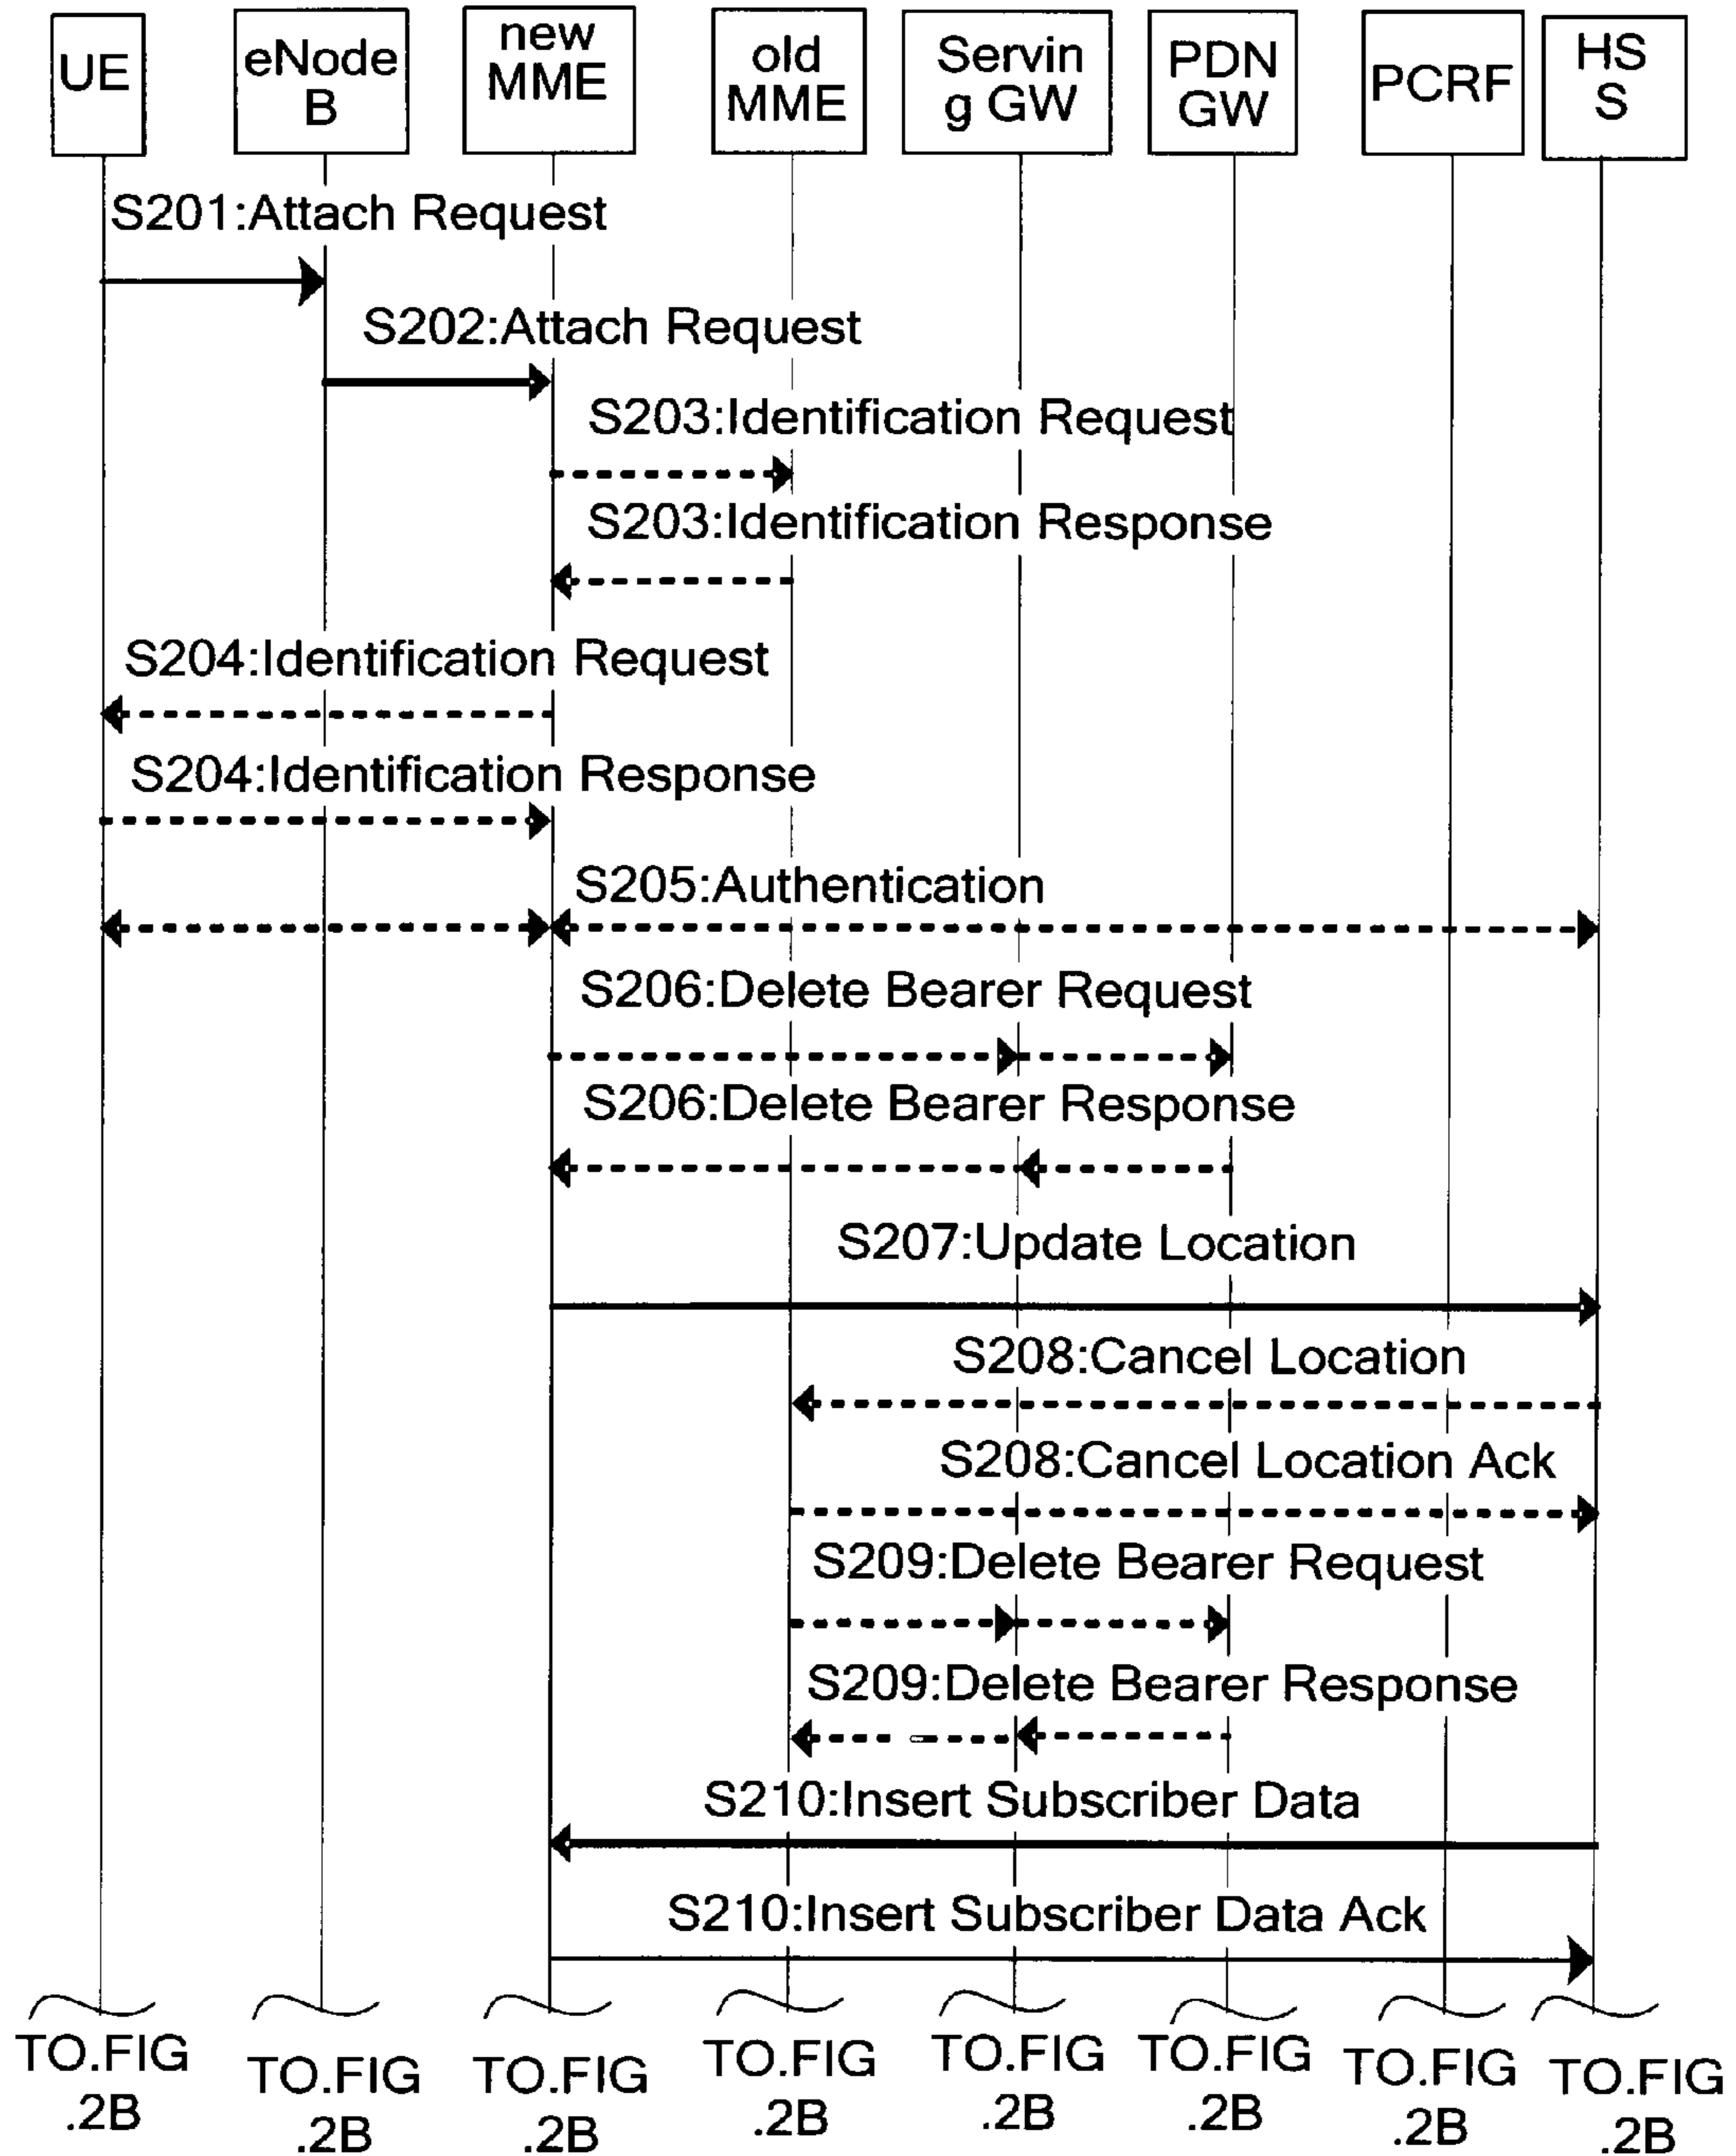 UE
eNode
B
new
MME
old
MME
Servin
g GW
PDN
GW
PCRF
HS
S
S201:Attach Request
S202:Attach Request
S203:Identification Request
S203:Identification Response
S204:Identification Request
S204:Identification Response
S205:Authentication
S206:Delete Bearer Request
S206:Delete Bearer Response
S207:Update Location
S208:Cancel Location
S208:Cancel Location Ack
S209:Delete Bearer Request
S209:Delete Bearer Response
S210:Insert Subscriber Data
S210:Insert Subscriber Data Ack
TO.FIG
.2B
TO.FIG
.2B
TO.FIG
.2B
TO.FIG
.2B
TO.FIG
.2B
TO.FIG
.2B
TO.FIG
.2B
TO.FIG
.2B